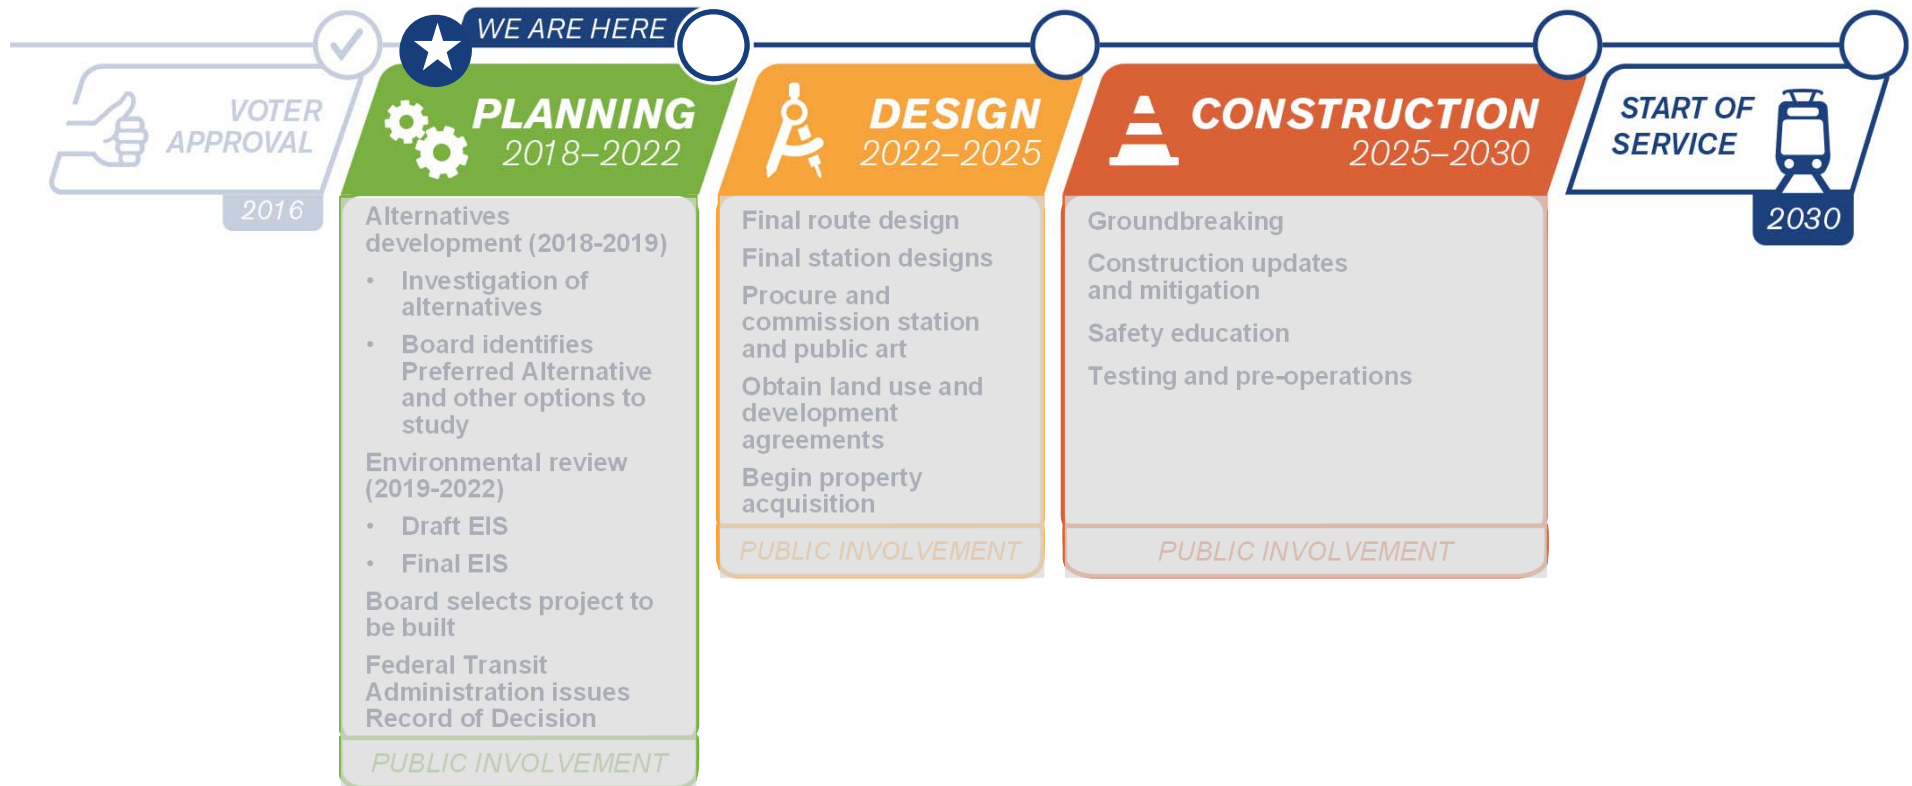 WE ARE HERE
VOTER
APPROVAL
2016
PLANNING
2018–2022
Alternatives
development (2018-2019)
• Investigation of
alternatives
• Board identifies
Preferred Alternative
and other options to
study
Environmental review
(2019-2022)
• Draft EIS
• Final EIS
Board selects project to
be built
Federal Transit
Administration issues
Record of Decision
PUBLIC INVOLVEMENT
DESIGN
2022–2025
Final route design
Final station designs
Procure and
commission station
and public art
Obtain land use and
development
agreements
Begin property
acquisition
PUBLIC INVOLVEMENT
CONSTRUCTION
2025–2030
Groundbreaking
Construction updates
and mitigation
Safety education
Testing and pre-operations
PUBLIC INVOLVEMENT
START OF
SERVICE
2030